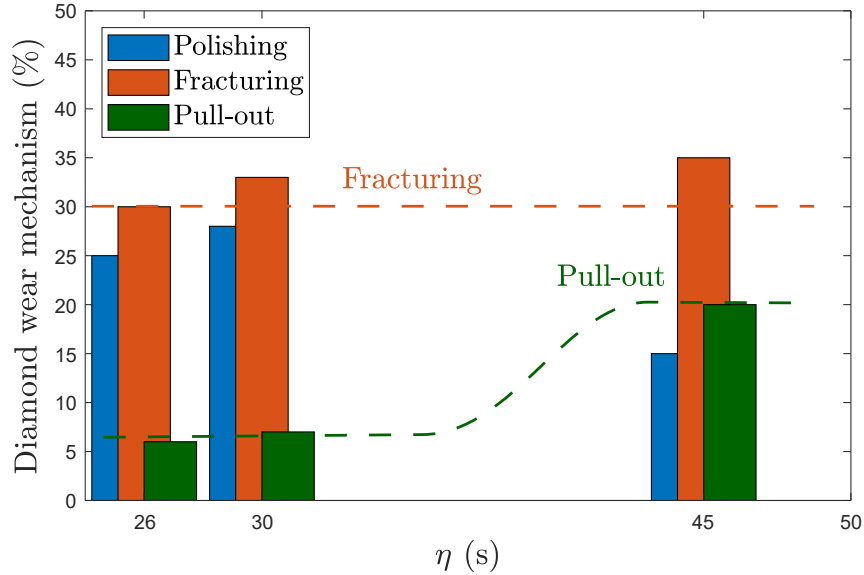 Diamond wear mechanism (%)
50
45
40
35
30
25
20
15
10
5
0
Polishing
Fracturing
Pull-out
Fracturing
Pull-out
26
30
45
50
η (s)